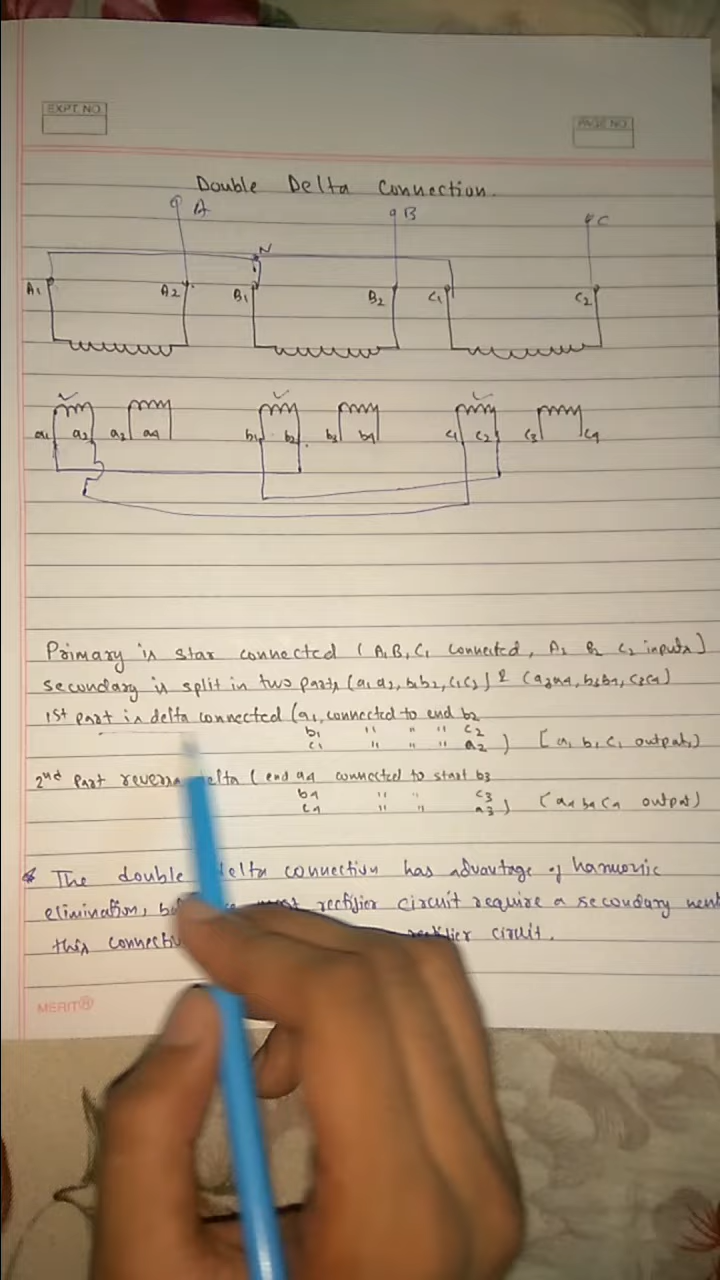 EXPT. NO.
PAGE NO.
Double Delta Connection.
A B C
N
A1 A2 B1 B2 C1 C2
a1 a2 a3 a4 b1 b2 b3 b4 c1 c2 c3 c4
Primary is star connected (A1B1C1 connected, A2 B2 C2 inputs)
secondary is split in two parts (a1a2, b1b2, c1c2) & (a3a4, b3b4, c3c4)
1st part is delta connected (a1, connected to end b2
b1 " " " c2
c1 " " " a2 ) [a1 b1 c1 outputs)
2nd Part reverse delta (end a4 connected to start b3
b4 " " c3
c4 " " a3) (a4 b4 c4 output)
* The double delta connection has advantage of harmonic
elimination, rectifier circuit require a secondary
this circuit.
MERIT®